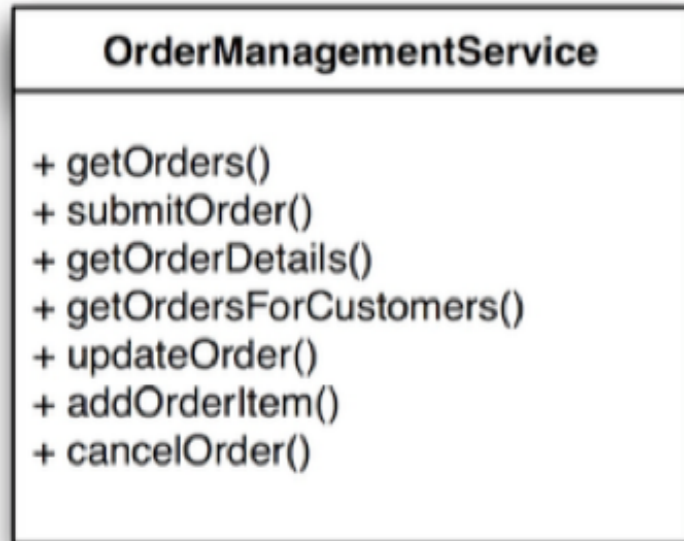 OrderManagementService
+ getOrders()
+ submitOrder()
+ getOrderDetails()
+ getOrdersForCustomers()
+ updateOrder()
+ addOrderItem()
+ cancelOrder()